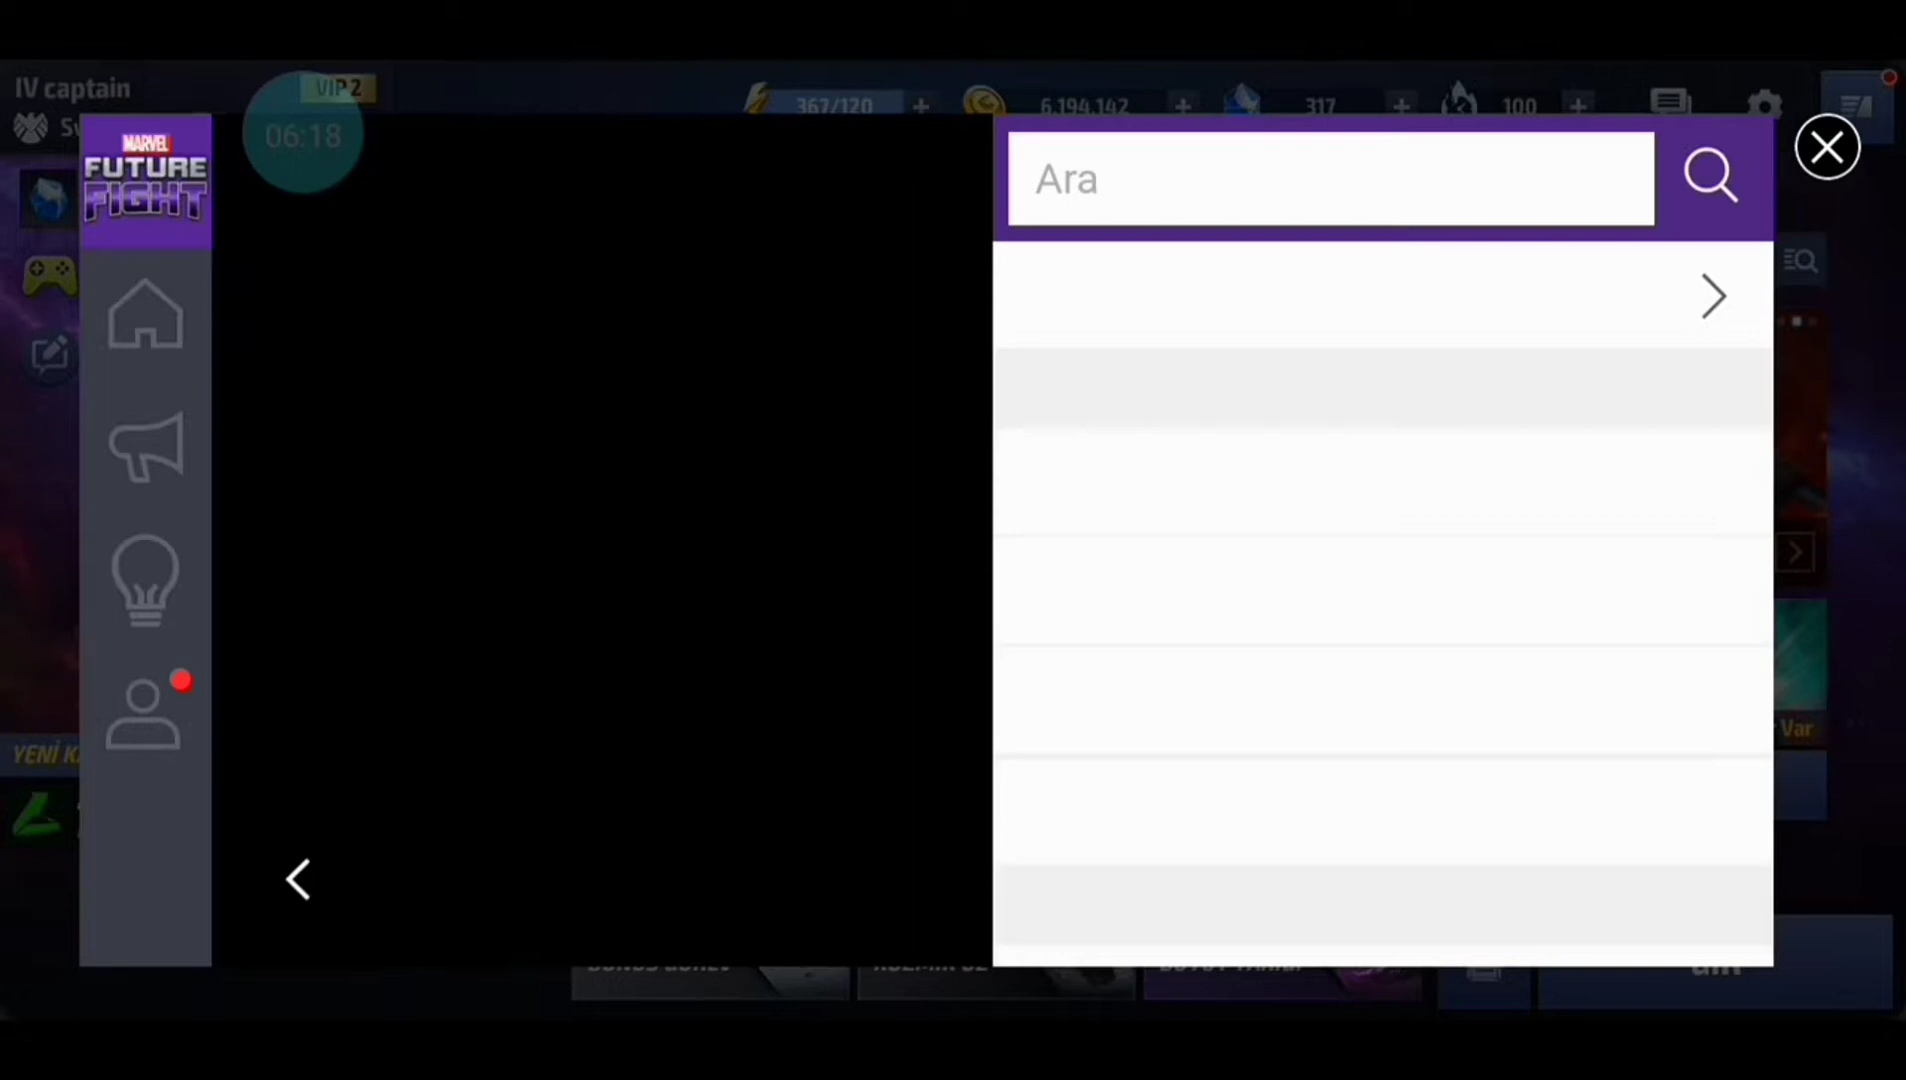 IV captain
VIP 2
367/120
6,194,142
317
100
06:18
MARVEL
FUTURE
FIGHT
Ara
Var
YENİ